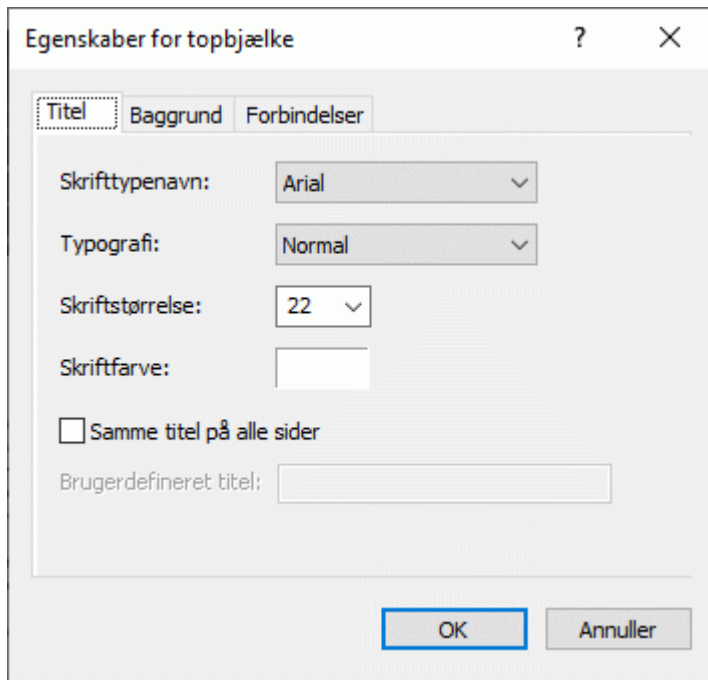 Egenskaber for topbjælke ?
Titel Baggrund Forbindelser
Skrifttypenavn: Arial
Typografi: Normal
Skriftstørrelse: 22
Skriftfarve:
Samme titel på alle sider
Brugerdefineret titel:
OK Annuller